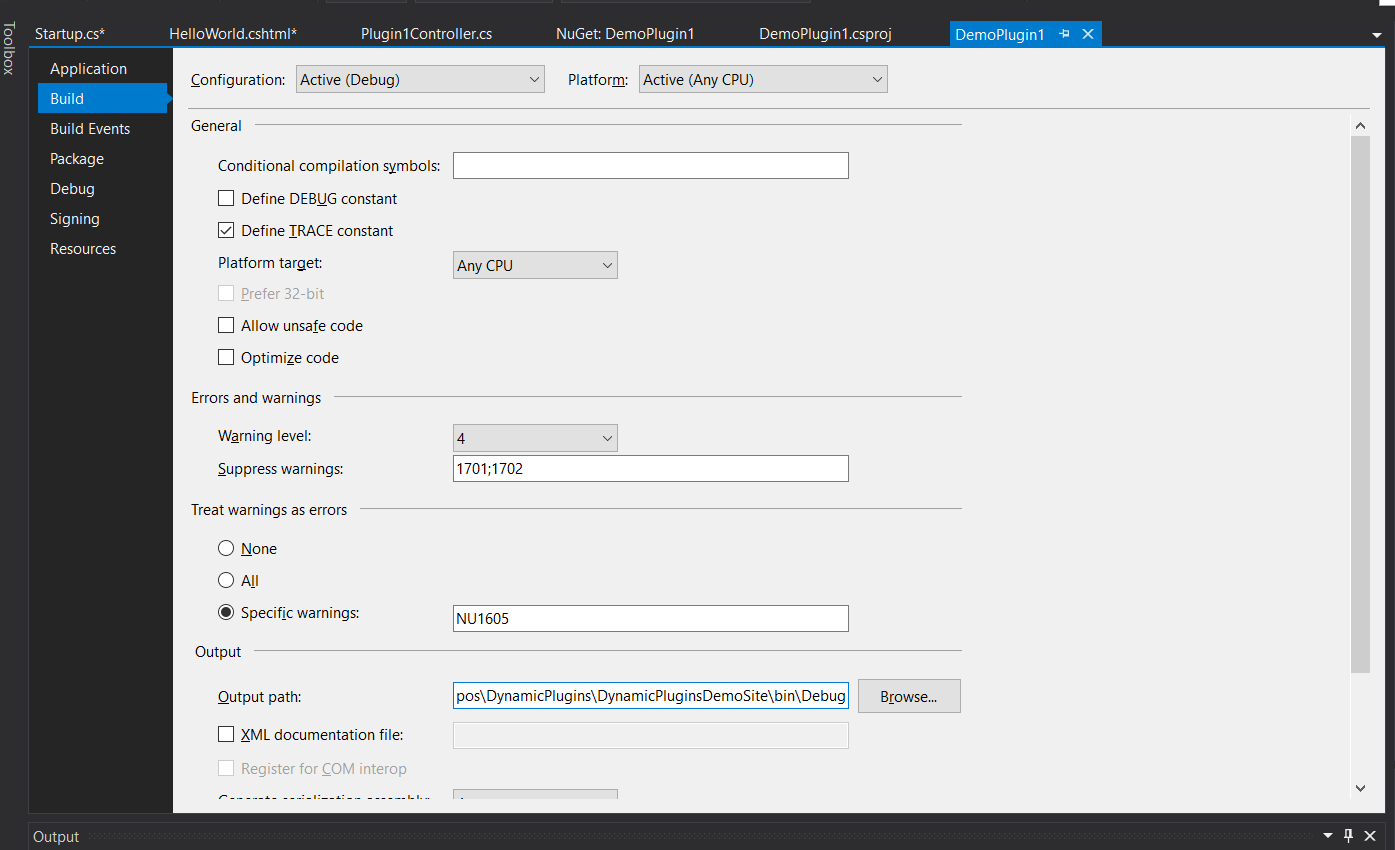 Toolbox
Startup.cs* HelloWorld.cshtml* Plugin1Controller.cs NuGet: DemoPlugin1 DemoPlugin1.csproj DemoPlugin1
Application
Build
Build Events
Package
Debug
Signing
Resources
Configuration: Active (Debug) Platform: Active (Any CPU)
General
Conditional compilation symbols:
Define DEBUG constant
Define TRACE constant
Platform target: Any CPU
Prefer 32-bit
Allow unsafe code
Optimize code
Errors and warnings
Warning level: 4
Suppress warnings: 1701;1702
Treat warnings as errors
None
All
Specific warnings: NU1605
Output
Output path: pos\DynamicPlugins\DynamicPluginsDemoSite\bin\Debug Browse...
XML documentation file:
Register for COM interop
Generate serialization assembly:
Output